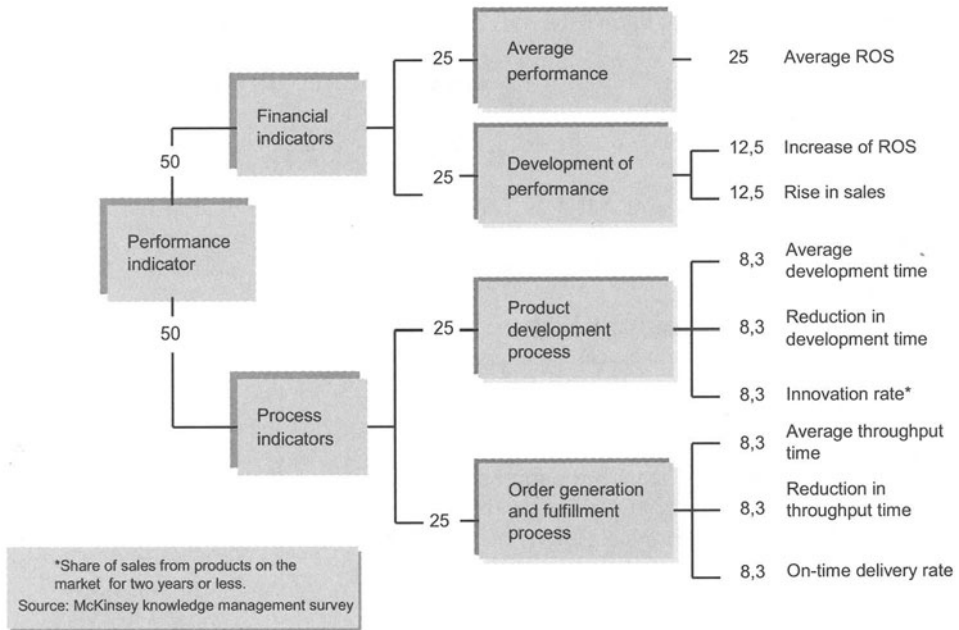 Performance
indicator
50
50
Financial
indicators
25
Average
performance
25
Average ROS
25
Development of
performance
12,5
Increase of ROS
12,5
Rise in sales
Process
indicators
25
Product
development
process
8,3
Average
development time
8,3
Reduction in
development time
8,3
Innovation rate*
25
Order generation
and fulfillment
process
8,3
Average throughput
time
8,3
Reduction in
throughput time
8,3
On-time delivery rate
*Share of sales from products on the
market for two years or less.
Source: McKinsey knowledge management survey